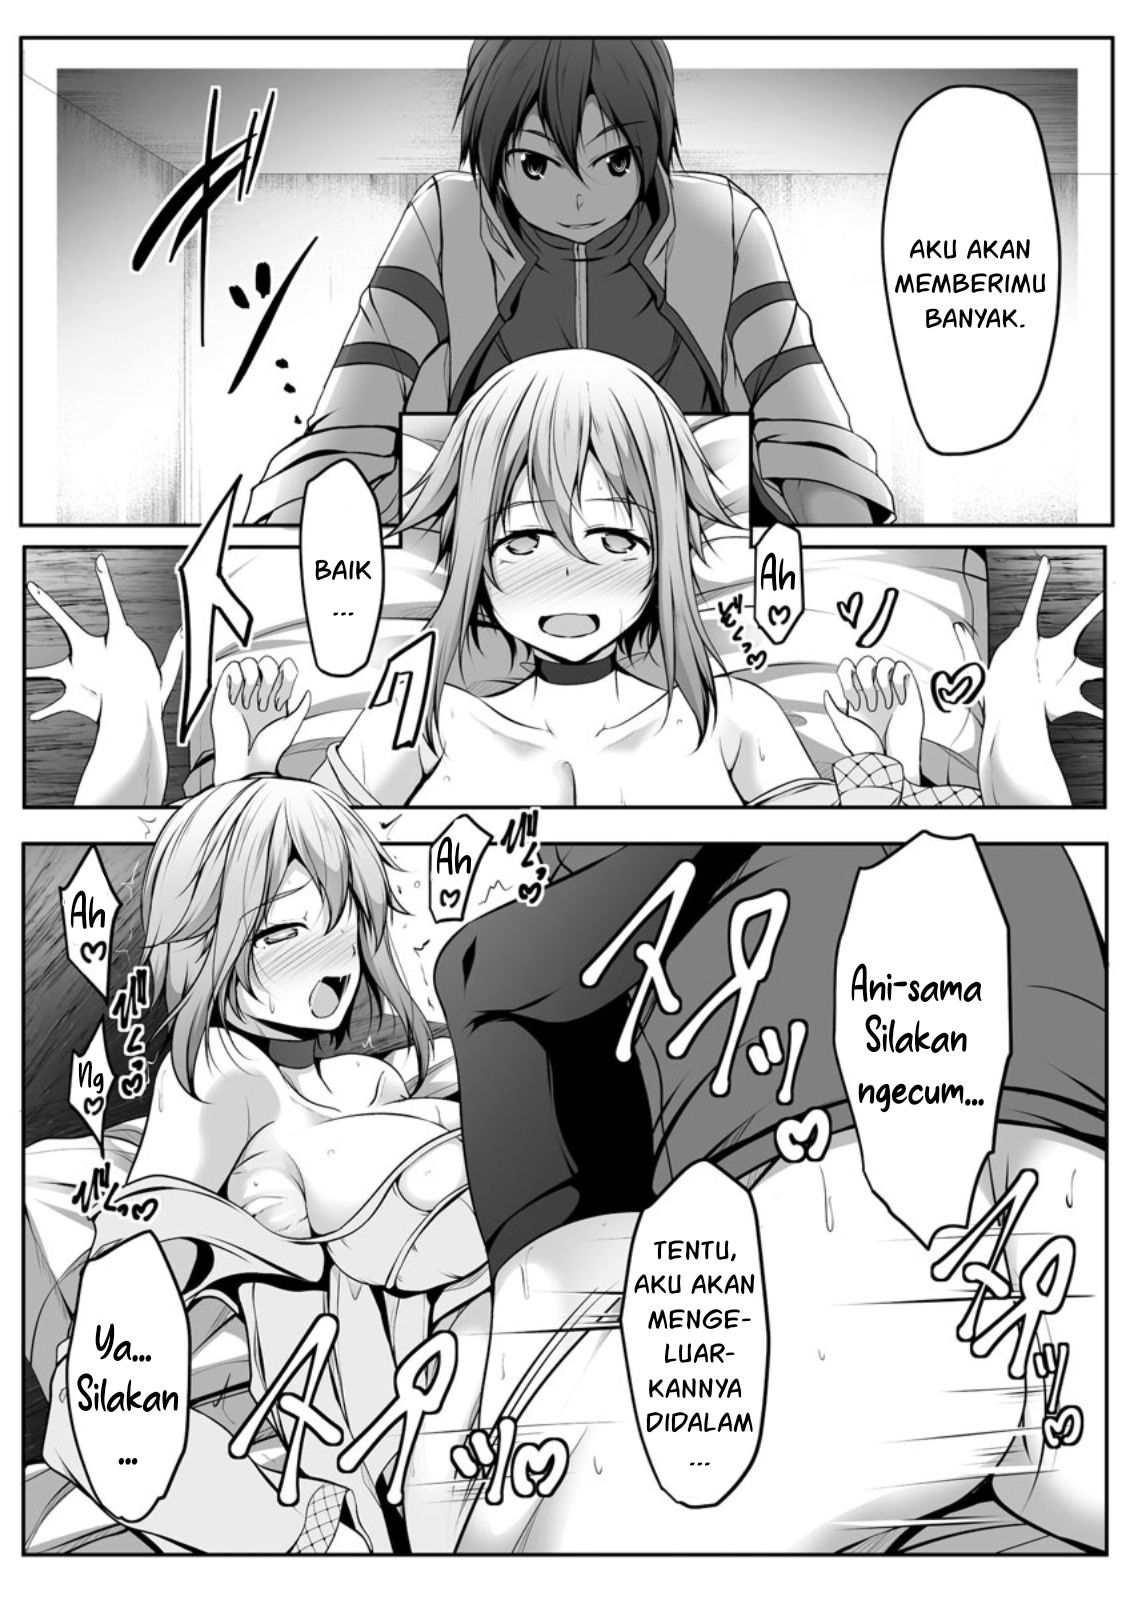 AKU AKAN
MEMBERIMU
BANYAK.
BAIK
...
Ah
Ah
Ah
Ng
Ani-sama
Silakan
ngecum...
TENTU,
AKU AKAN
MENGE-
LUAR-
KANNYA
DIDALAM
...
Ya...
Silakan
...